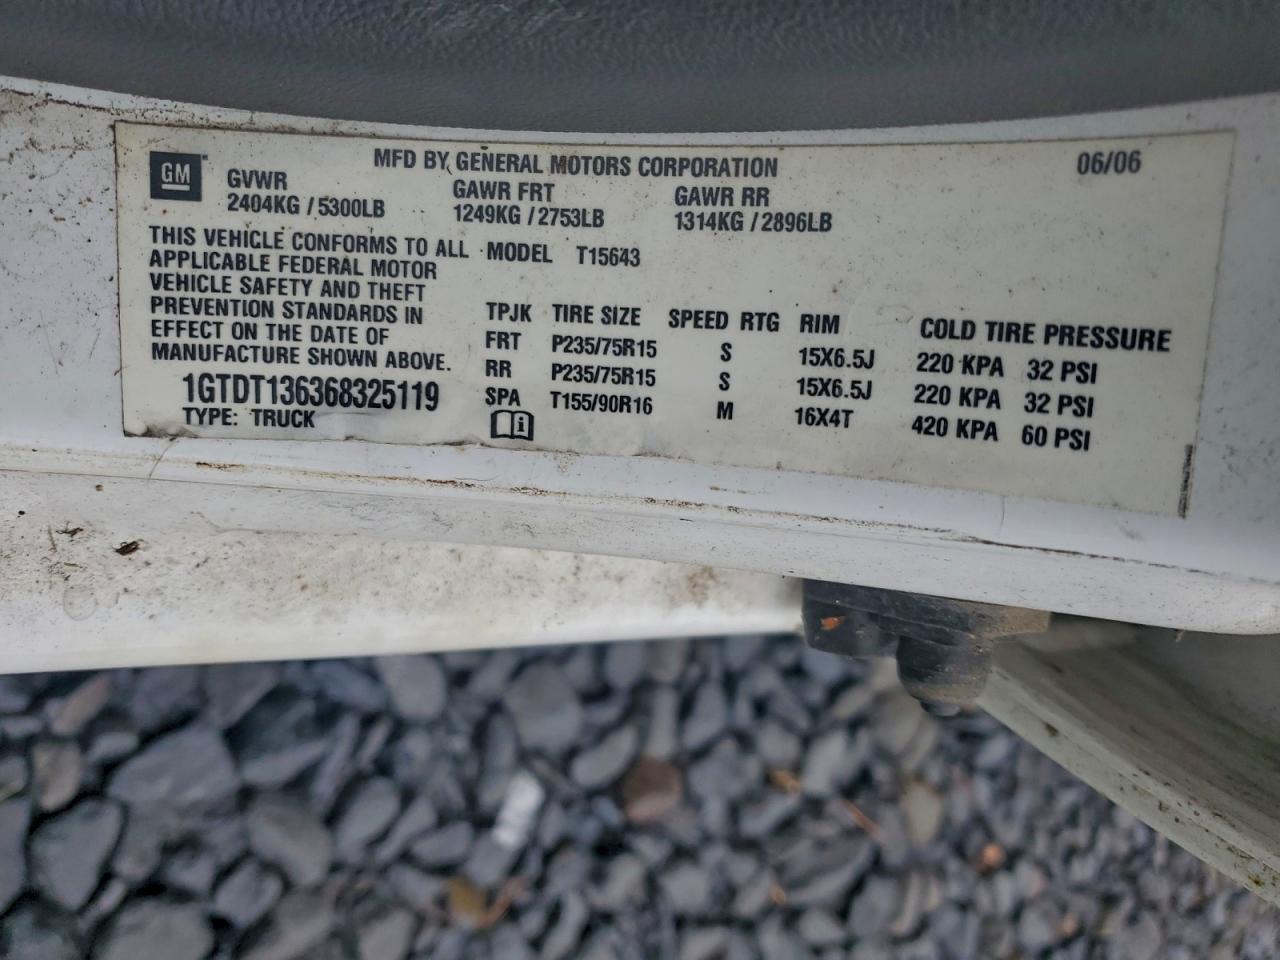 GM
MFD BY GENERAL MOTORS CORPORATION 06/06
GVWR GAWR FRT GAWR RR
2404KG / 5300LB 1249KG / 2753LB 1314KG / 2896LB
THIS VEHICLE CONFORMS TO ALL
APPLICABLE FEDERAL MOTOR
VEHICLE SAFETY AND THEFT
PREVENTION STANDARDS IN
EFFECT ON THE DATE OF
MANUFACTURE SHOWN ABOVE.
1GTDT136368325119
TYPE: TRUCK
MODEL T15643
TPJK TIRE SIZE SPEED RTG RIM COLD TIRE PRESSURE
FRT P235/75R15 S 15X6.5J 220 KPA 32 PSI
RR P235/75R15 S 15X6.5J 220 KPA 32 PSI
SPA T155/90R16 M 16X4T 420 KPA 60 PSI
i